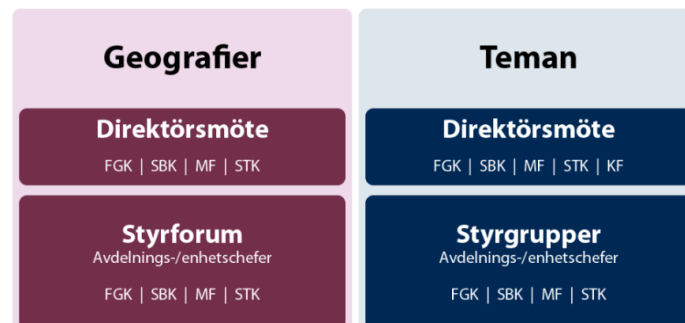 Geografier
Direktörsmöte
FGK | SBK | MF | STK
Styrforum
Avdelnings-/enhetschefer
FGK | SBK | MF | STK
Teman
Direktörsmöte
FGK | SBK | MF | STK | KF
Styrgrupper
Avdelnings-/enhetschefer
FGK | SBK | MF | STK